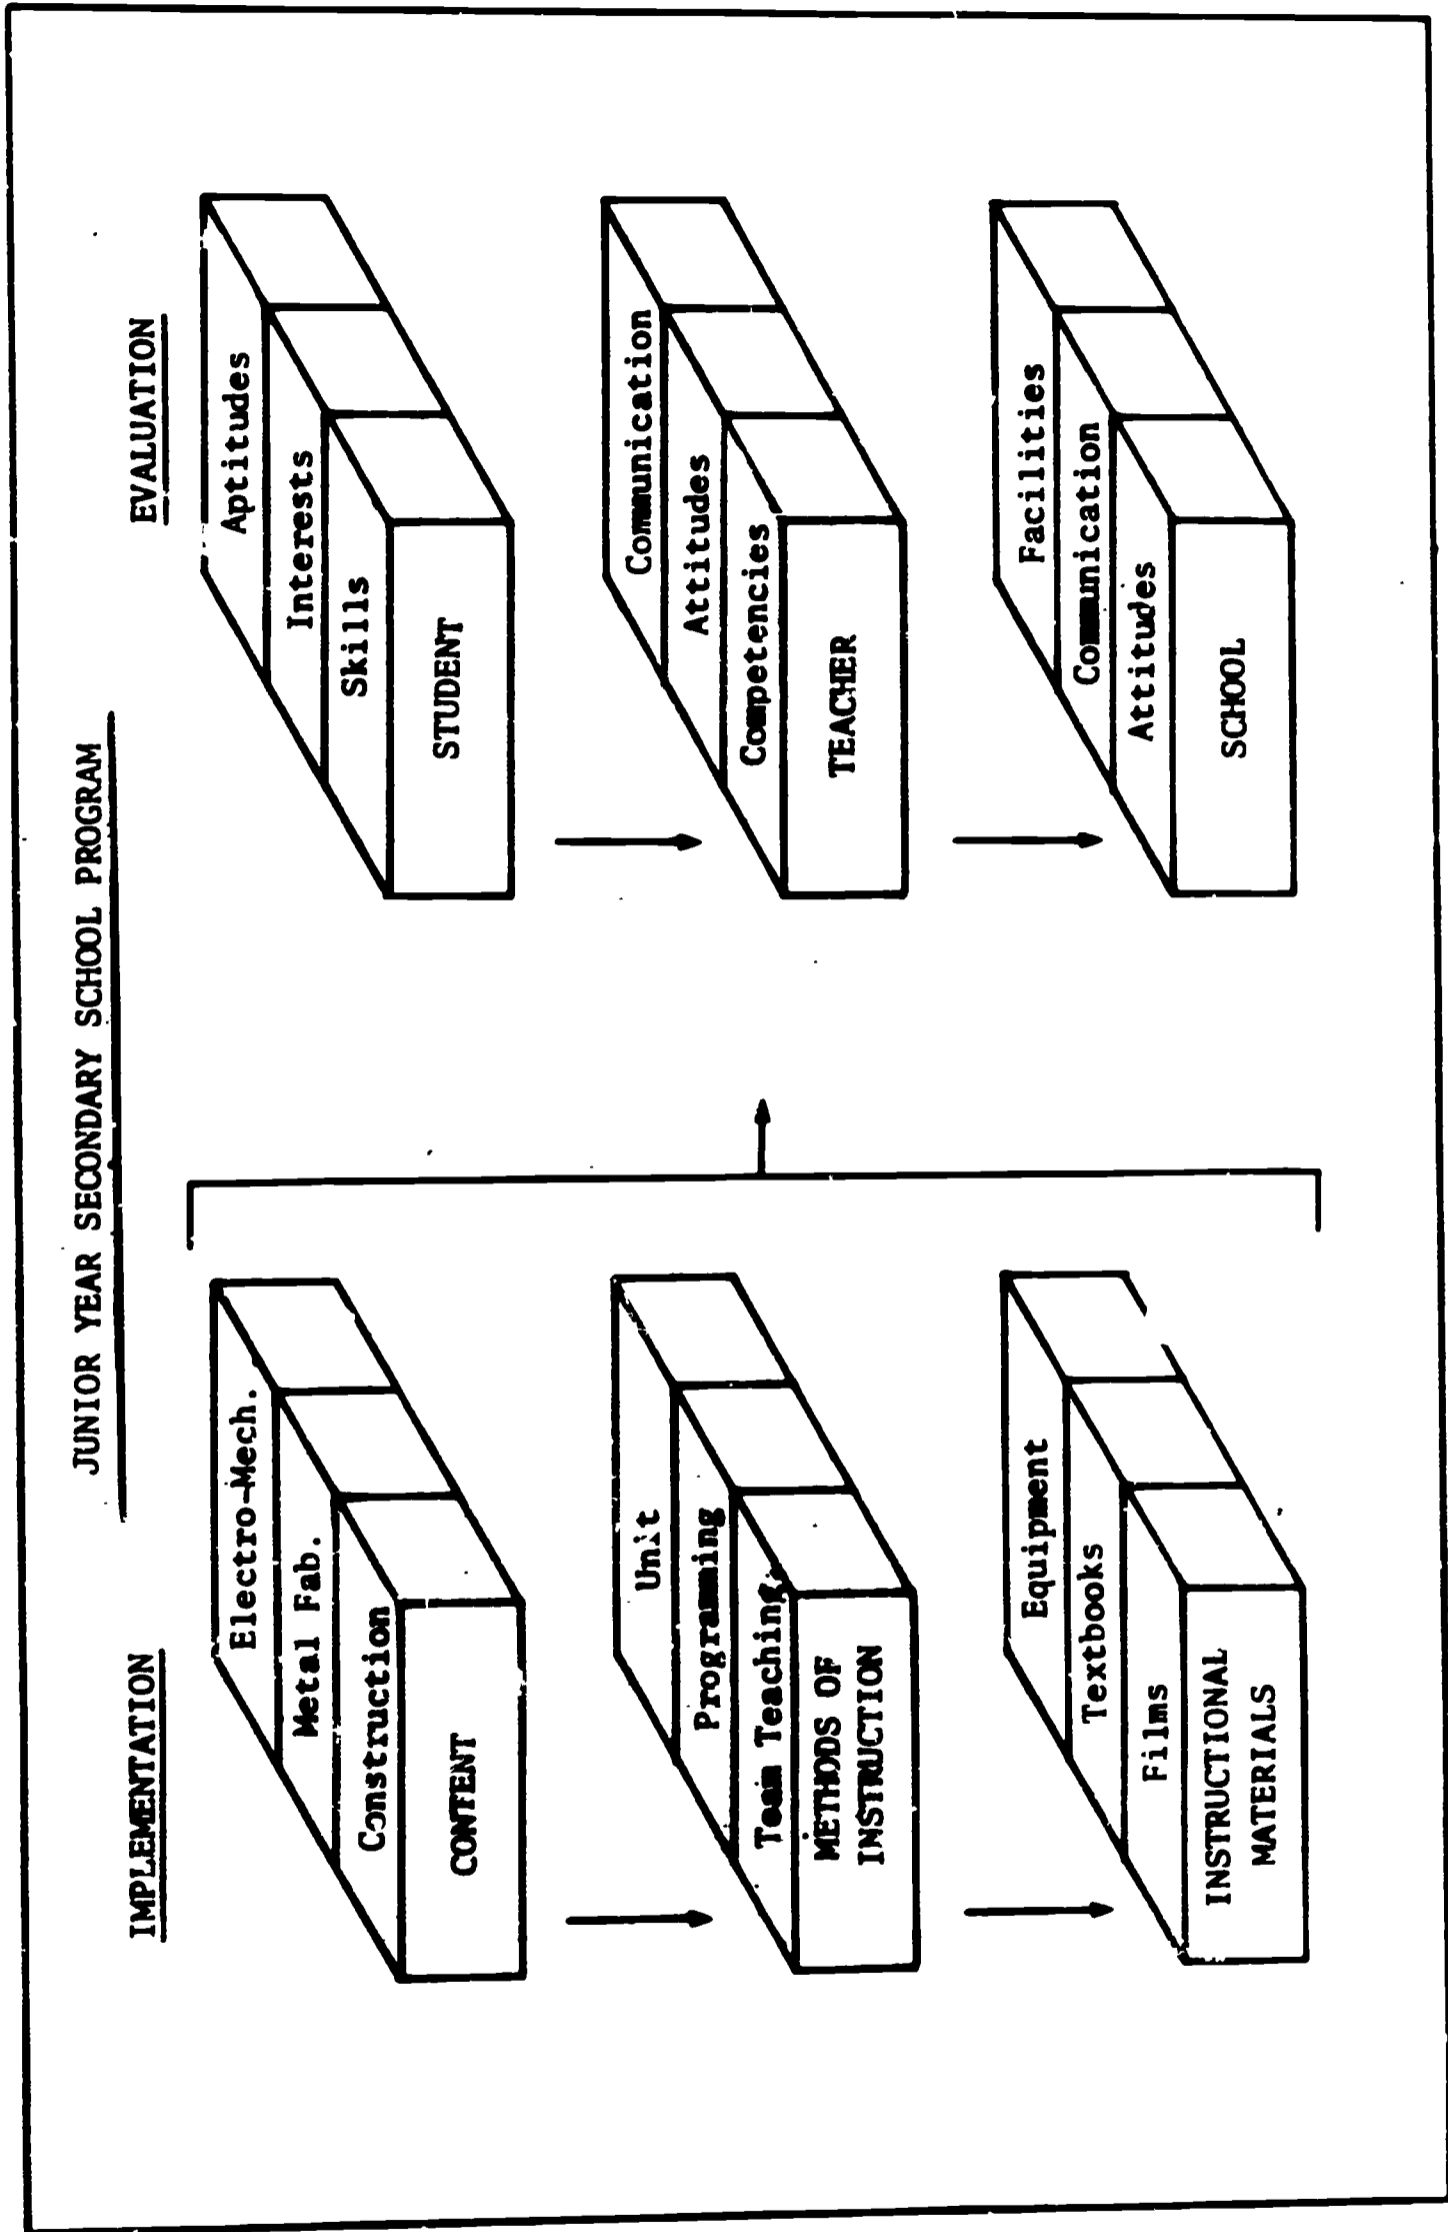 JUNIOR YEAR SECONDARY SCHOOL PROGRAM
IMPLEMENTATION
Electro-Mech.
Metal Fab.
Construction
CONTENT
Unit
Programming
Team Teaching
METHODS OF
INSTRUCTION
Equipment
Textbooks
Films
INSTRUCTIONAL
MATERIALS
EVALUATION
Aptitudes
Interests
Skills
STUDENT
Communication
Attitudes
Competencies
TEACHER
Facilities
Communication
Attitudes
SCHOOL